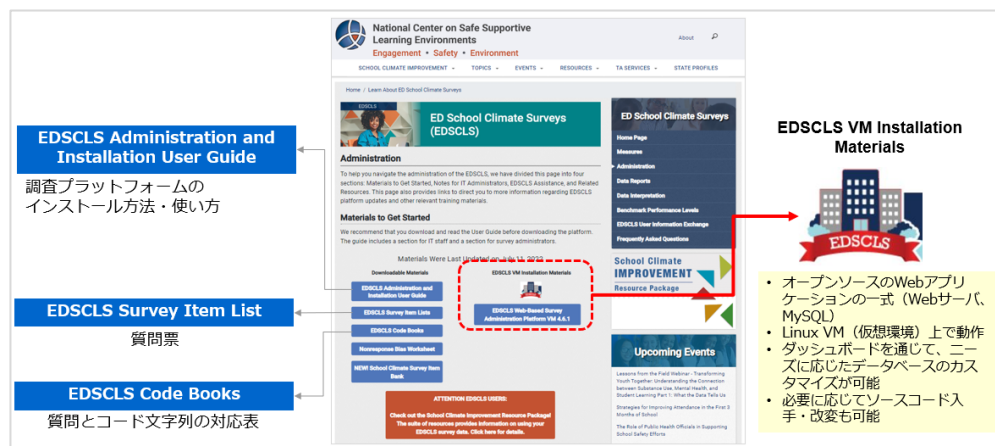 National Center on Safe Supportive
Learning Environments
Engagement • Safety • Environment
About
SCHOOL CLIMATE IMPROVEMENT
TOPICS
EVENTS
RESOURCES
TA SERVICES
STATE PROFILES
Home / Learn About ED School Climate Surveys
EDSCLS
ED School Climate Surveys
(EDSCLS)
Administration
To help you navigate the administration of the EDSCLS, we have divided this page into four
sections: Materials to Get Started, Notes for IT Administrators, EDSCLS Assistance, and Related
Resources. This page also provides links to direct you to more information regarding EDSCLS
platform updates and other relevant training materials.
Materials to Get Started
We recommend that you download and read the User Guide before downloading the platform.
The guide includes a section for IT staff and a section for survey administrators.
Materials Were Last Updated on July 11, 2022
Downloadable Materials
EDSCLS Administration and
Installation User Guide
EDSCLS Survey Item Lists
EDSCLS Code Books
Nonresponse Bias Worksheet
NEW! School Climate Survey Item
Bank
EDSCLS VM Installation Materials
EDSCLS Web-Based Survey
Administration Platform VM 4.6.1
ATTENTION EDSCLS USERS:
Check out the School Climate Improvement Resource Package!
The suite of resources provides information on using your
EDSCLS survey data. Click here for details.
ED School Climate Surveys
Home Page
Measures
Administration
Data Reports
Data Interpretation
Benchmark Performance Levels
EDSCLS User Information Exchange
Frequently Asked Questions
School Climate
IMPROVEMENT
Resource Package
Upcoming Events
Lessons from the Field Webinar - Transforming
Youth Together: Understanding the Connection
between Substance Use, Mental Health, and
Student Learning Part 1: What the Data Tells Us
Strategies for Improving Attendance in the First 3
Months of School
The Role of Public Health Officials in Supporting
School Safety Efforts
EDSCLS Administration and
Installation User Guide
調査プラットフォームの
インストール方法・使い方
EDSCLS Survey Item List
質問票
EDSCLS Code Books
質問とコード文字列の対応表
EDSCLS VM Installation
Materials
EDSCLS
• オープンソースのWebアプリ
ケーションの一式（Webサーバ、
MySQL）
• Linux VM（仮想環境）上で動作
• ダッシュボードを通じて、ニー
ズに応じたデータベースのカス
タマイズが可能
• 必要に応じてソースコード入
手・改変も可能